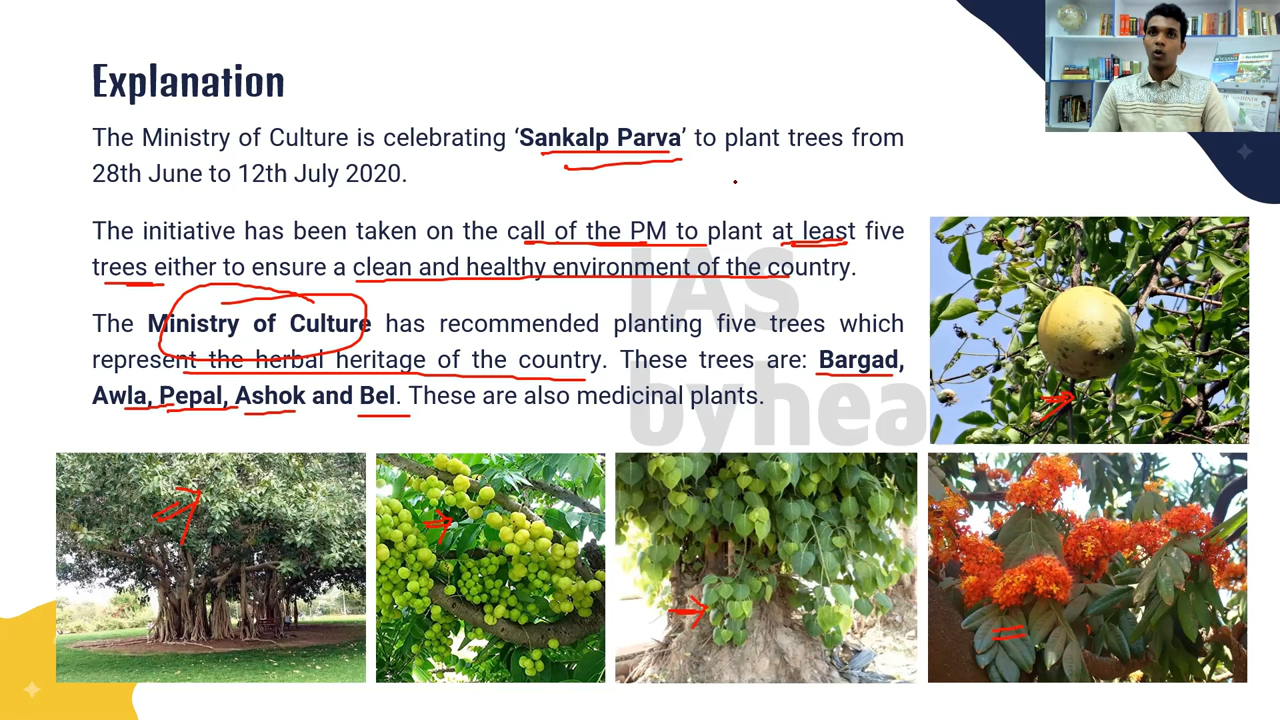 Explanation
The Ministry of Culture is celebrating ‘Sankalp Parva’ to plant trees from
28th June to 12th July 2020.
The initiative has been taken on the call of the PM to plant at least five
trees either to ensure a clean and healthy environment of the country.
The Ministry of Culture has recommended planting five trees which
represent the herbal heritage of the country. These trees are: Bargad,
Awla, Pepal, Ashok and Bel. These are also medicinal plants.
IAS
byhea